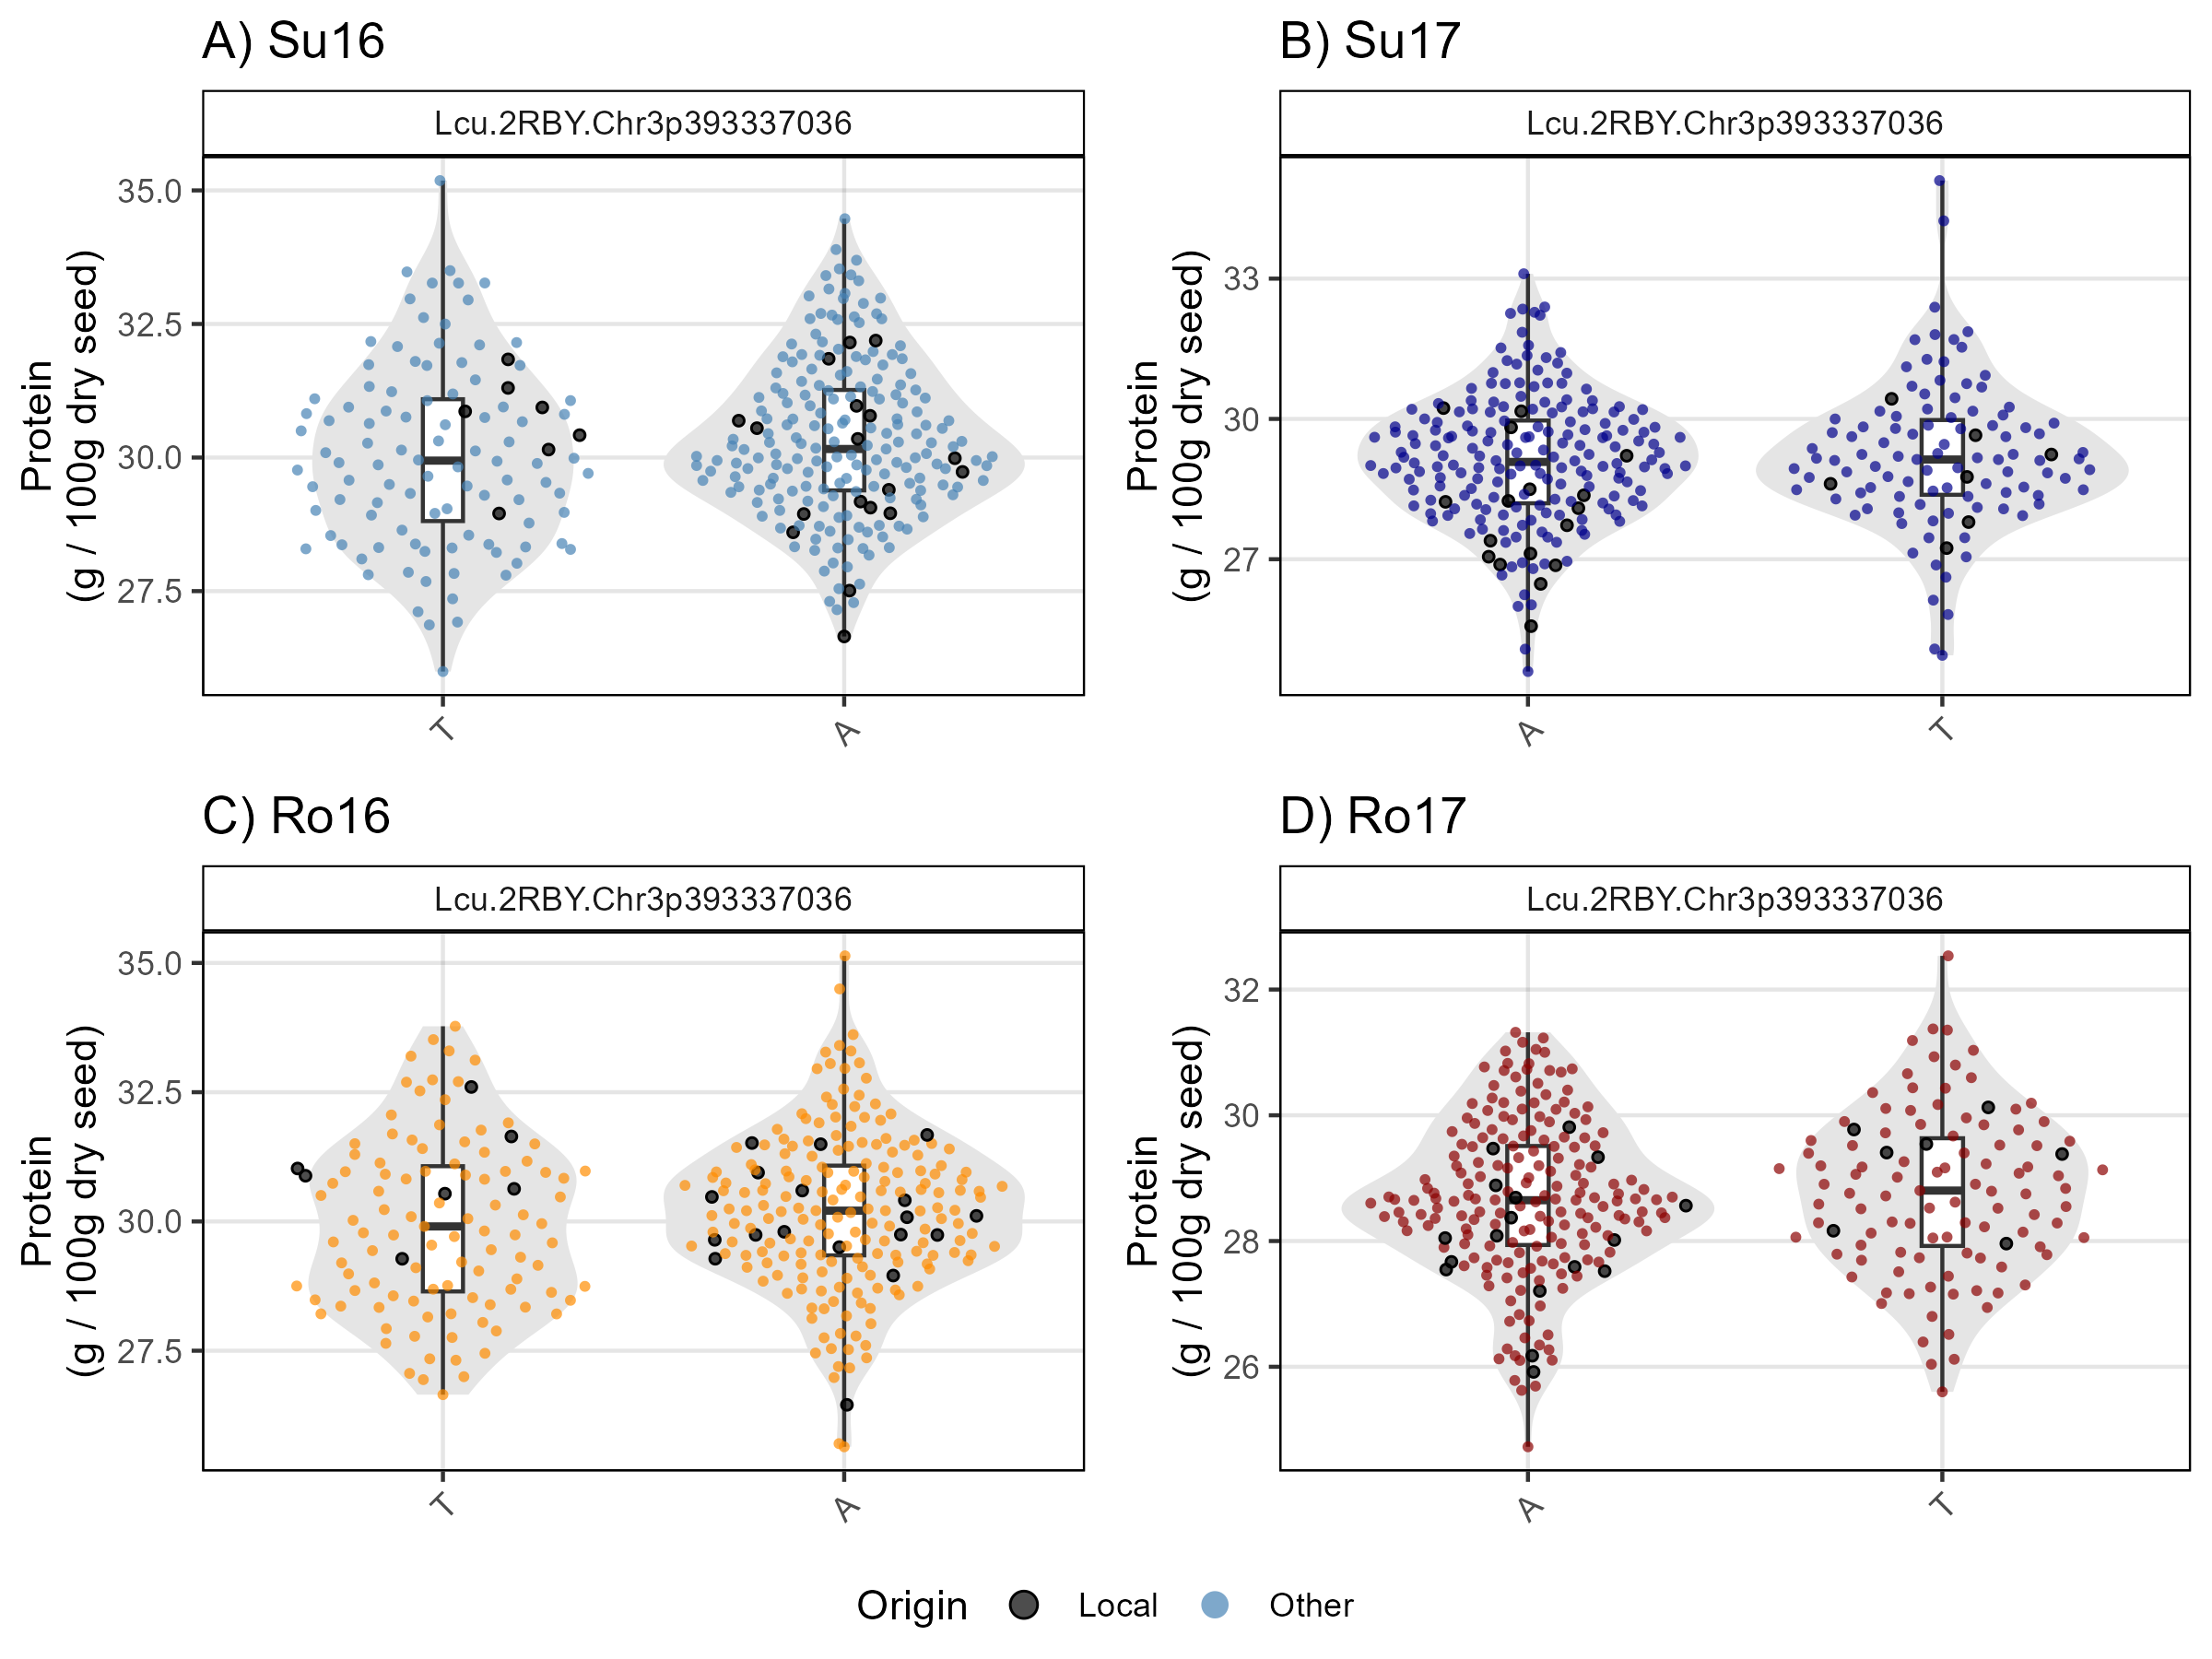 A) Su16
Lcu.2RBY.Chr3p393337036
Protein
(g / 100g dry seed)
35.0
32.5
30.0
27.5
T
A
B) Su17
Lcu.2RBY.Chr3p393337036
Protein
(g / 100g dry seed)
33
30
27
A
T
C) Ro16
Lcu.2RBY.Chr3p393337036
Protein
(g / 100g dry seed)
35.0
32.5
30.0
27.5
T
A
D) Ro17
Lcu.2RBY.Chr3p393337036
Protein
(g / 100g dry seed)
32
30
28
26
A
T
Origin Local Other